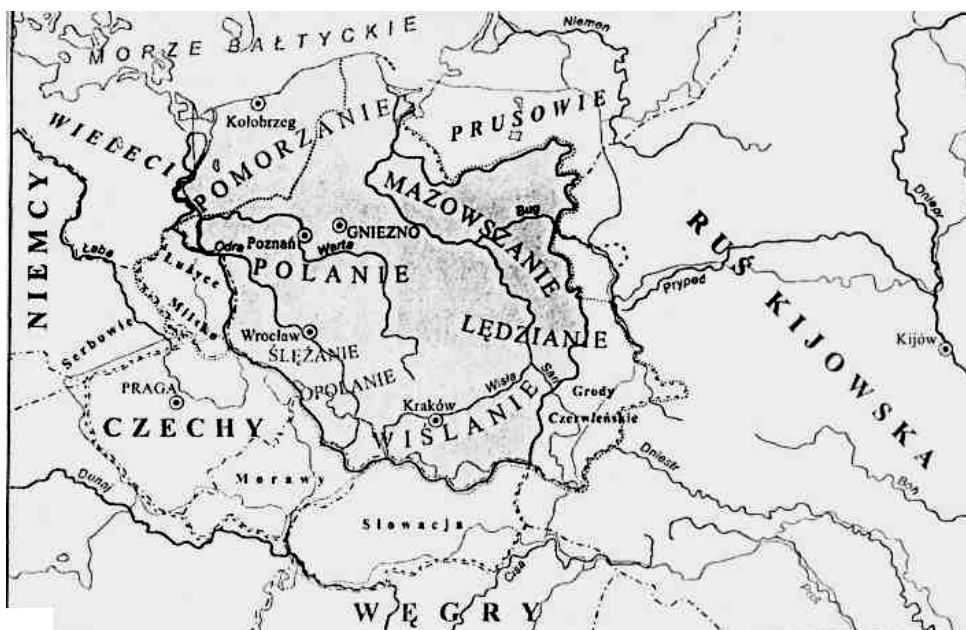 MORZE BAŁTYCKIE
Niemen
WIELECI
Kołobrzeg
POMORZANIE
PRUSOWIE
NIEMCY
Łaba
Odra
Poznań
GNIEZNO
Warta
POLANIE
MAZOWSZANIE
Bug
Dniepr
RUŚ KIJOWSKA
Prypeć
Kijów
Łużyce
Milsko
Serbowie
Wrocław
ŚLĘŻANIE
OPOLANIE
LĘDZIANIE
PRAGA
CZECHY
Kraków
Wisła
San
WIŚLANIE
Grody
Czerwieńskie
Morawy
Dunaj
Dniestr
Boh
Słowacja
Cisa
Prut
WĘGRY